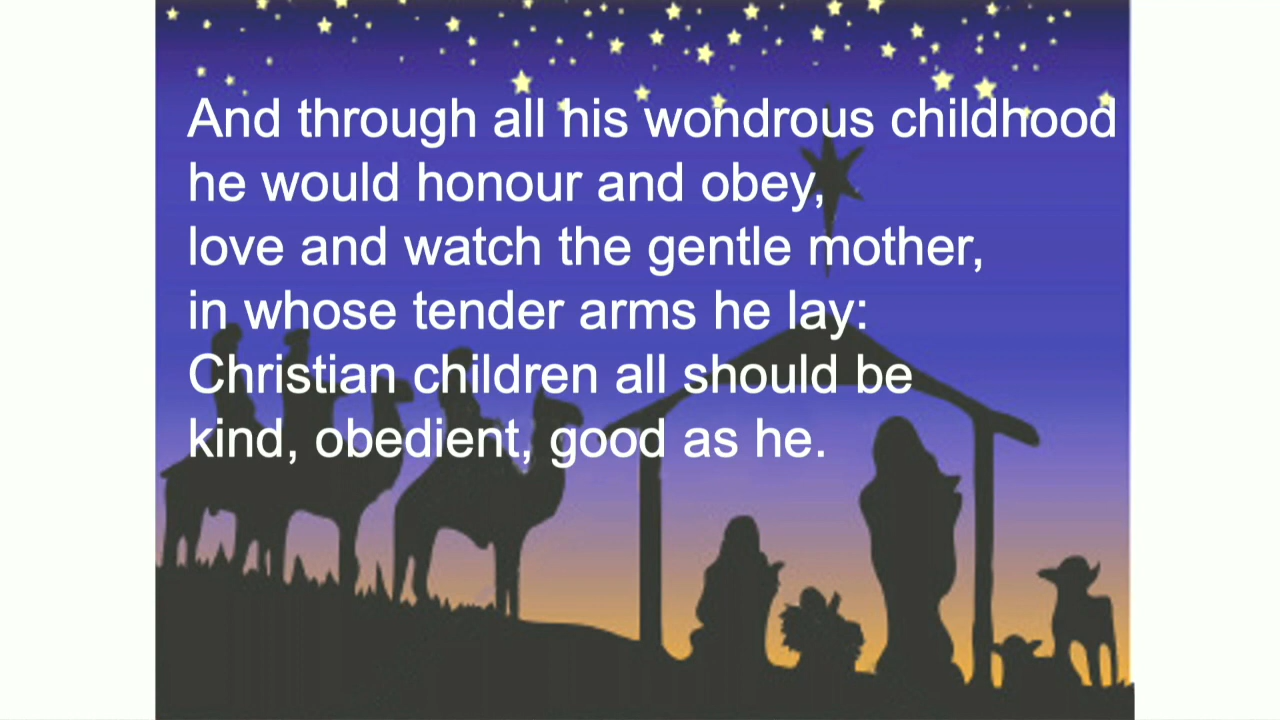 And through all his wondrous childhood
he would honour and obey,
love and watch the gentle mother,
in whose tender arms he lay:
Christian children all should be
kind, obedient, good as he.